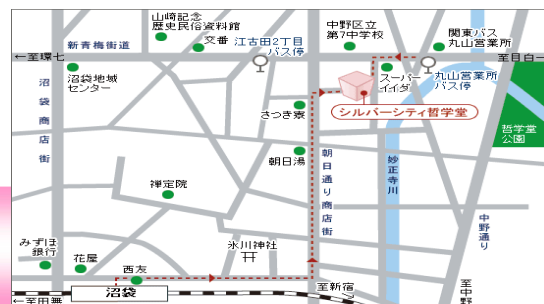 山崎記念
歴史民俗資料館
交番
江古田2丁目
バス停
中野区立
第7中学校
関東バス
丸山営業所
新青梅街道
←至環七
至目白→
沼袋地域
センター
スーパー
イイダ
丸山営業所
バス停
沼袋商店街
さつき寮
シルバーシティ哲学堂
哲学堂
公園
朝日湯
朝日通り商店街
妙正寺川
禅定院
中野通り
みずほ
銀行
花屋
西友
氷川神社
至新宿
至中野
沼袋
←至田無